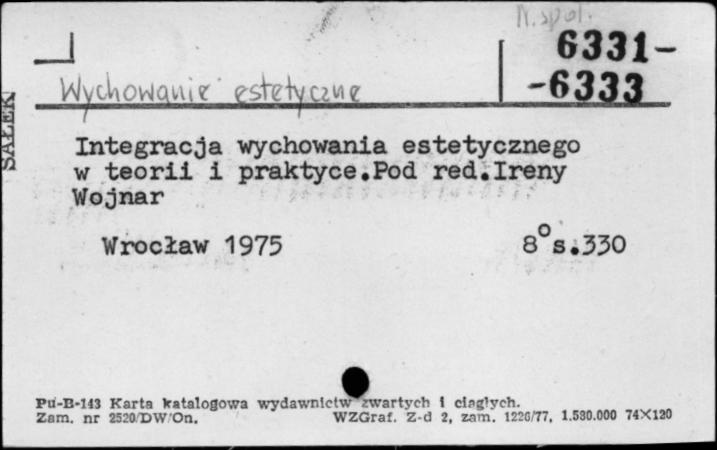 N. spol.
6331-
-6333
Wychowanie estetyczne
SAŁEK
Integracja wychowania estetycznego
w teorii i praktyce.Pod red.Ireny
Wojnar
Wrocław 1975 8° s.330
Pu-B-143 Karta katalogowa wydawnictw zwartych i ciągłych.
Zam. nr 2520/DW/On. WZGraf. Z-d 2, zam. 1226/77, 1.530.000 74X120